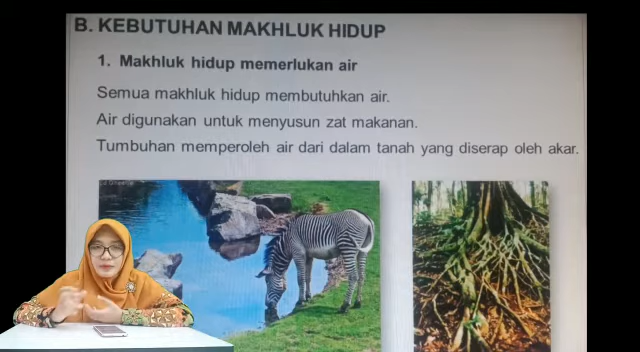 B. KEBUTUHAN MAKHLUK HIDUP
1. Makhluk hidup memerlukan air
Semua makhluk hidup membutuhkan air.
Air digunakan untuk menyusun zat makanan.
Tumbuhan memperoleh air dari dalam tanah yang diserap oleh akar.